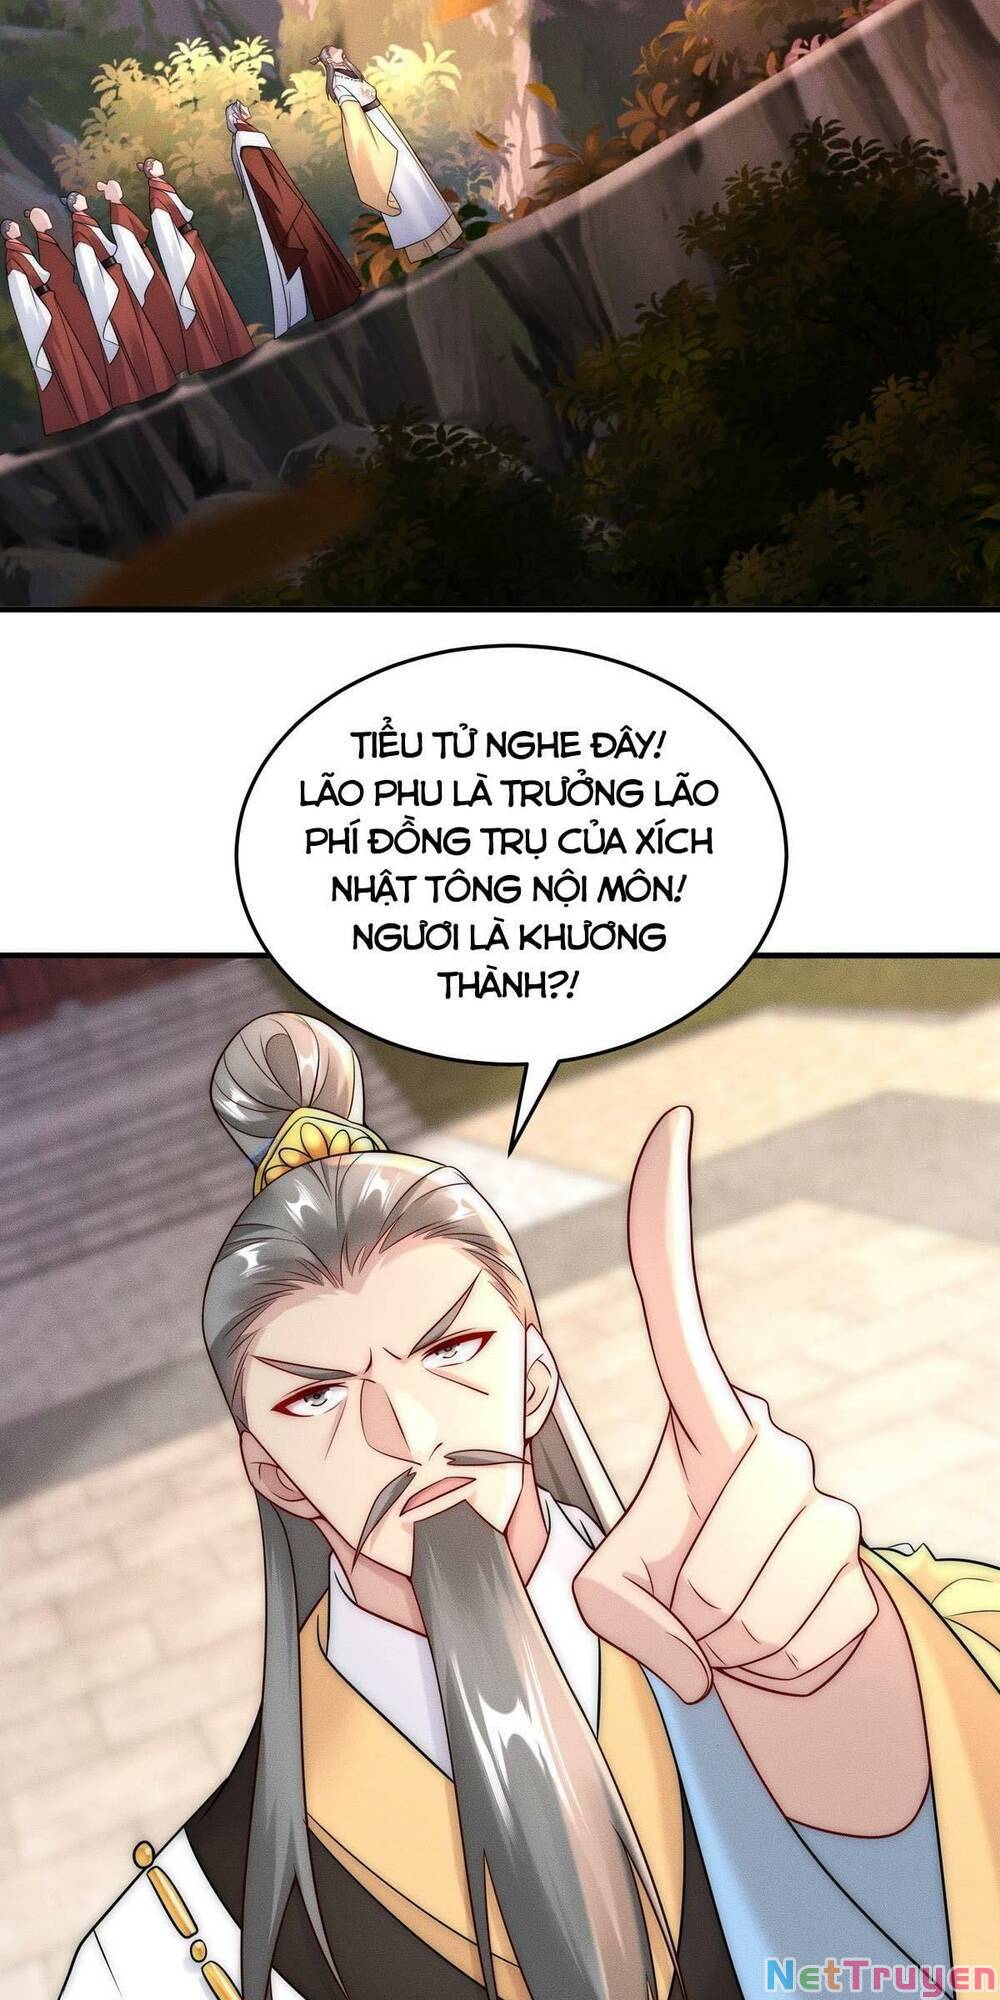 TIỂU TỬ NGHE ĐÂY!
LÃO PHU LÀ TRƯỞNG LÃO
PHÍ ĐỒNG TRỤ CỦA XÍCH
NHẬT TÔNG NỘI MÔN!
NGƯƠI LÀ KHƯƠNG
THÀNH?!
NetTruyen